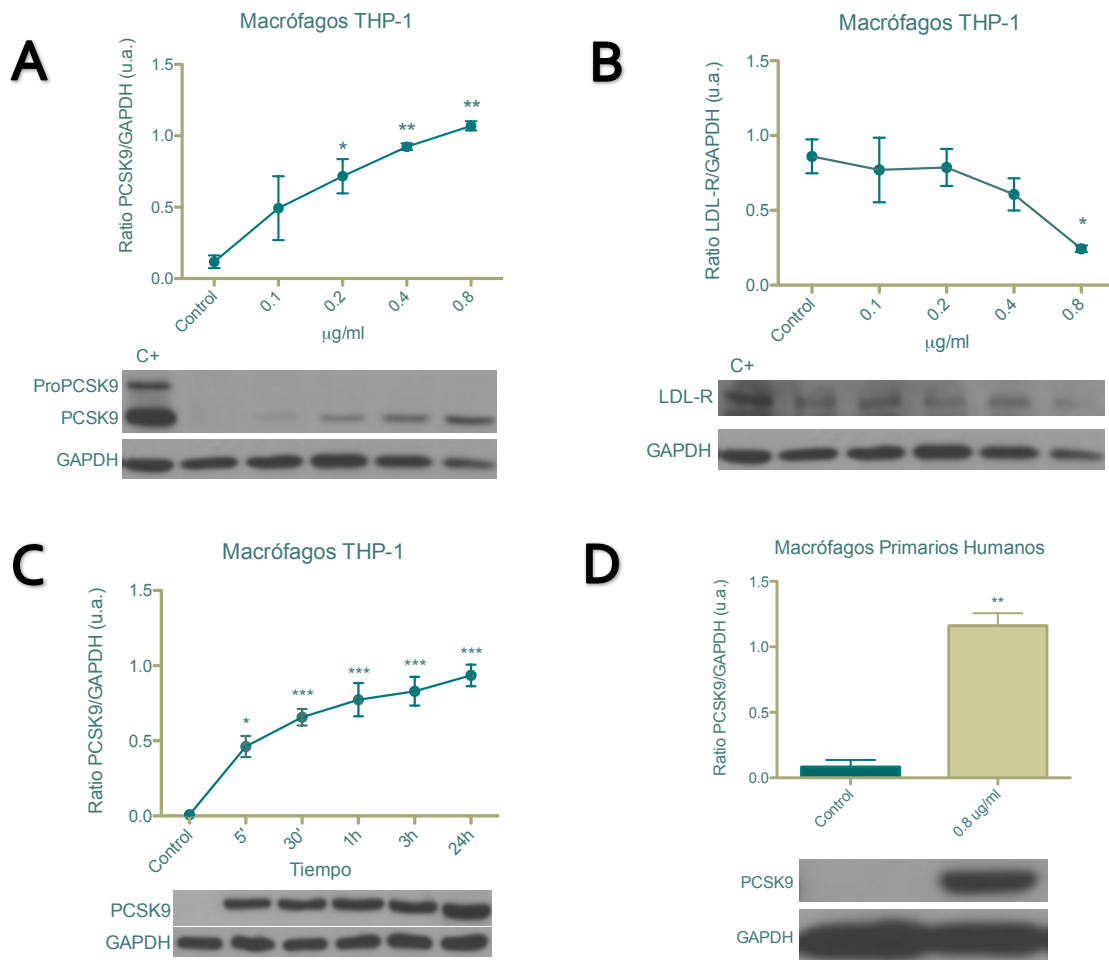 A
Macrófagos THP-1
Ratio PCSK9/GAPDH (u.a.)
1.5
1.0
0.5
0.0
*
**
**
Control
0.1
0.2
0.4
0.8
µg/ml
C+
ProPCSK9
PCSK9
GAPDH
B
Macrófagos THP-1
Ratio LDL-R/GAPDH (u.a.)
1.5
1.0
0.5
0.0
*
Control
0.1
0.2
0.4
0.8
µg/ml
C+
LDL-R
GAPDH
C
Macrófagos THP-1
Ratio PCSK9/GAPDH (u.a.)
1.5
1.0
0.5
0.0
*
***
***
***
***
Control
5'
30'
1h
3h
24h
Tiempo
PCSK9
GAPDH
D
Macrófagos Primarios Humanos
Ratio PCSK9/GAPDH (u.a.)
1.5
1.0
0.5
0.0
**
Control
0.8 ug/ml
PCSK9
GAPDH